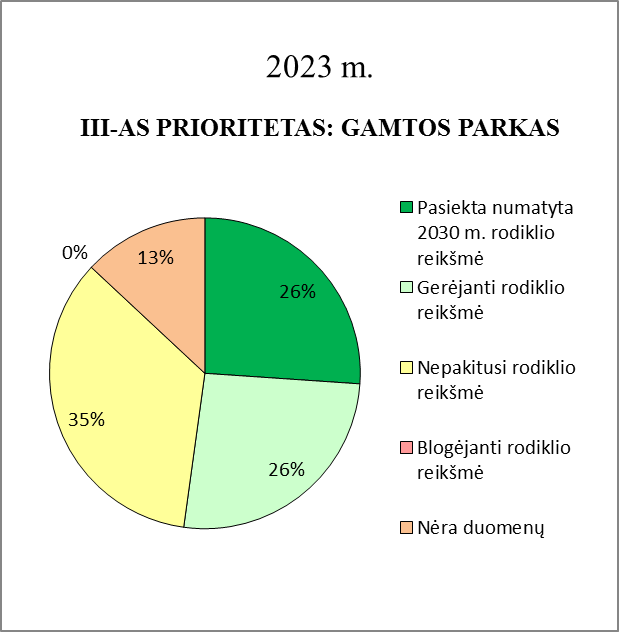 2023 m.
III-AS PRIORITETAS: GAMTOS PARKAS
0%
13%
26%
35%
26%
Pasiekta numatyta
2030 m. rodiklio
reikšmė
Gerėjanti rodiklio
reikšmė
Nepakitusi rodiklio
reikšmė
Blogėjanti rodiklio
reikšmė
Nėra duomenų